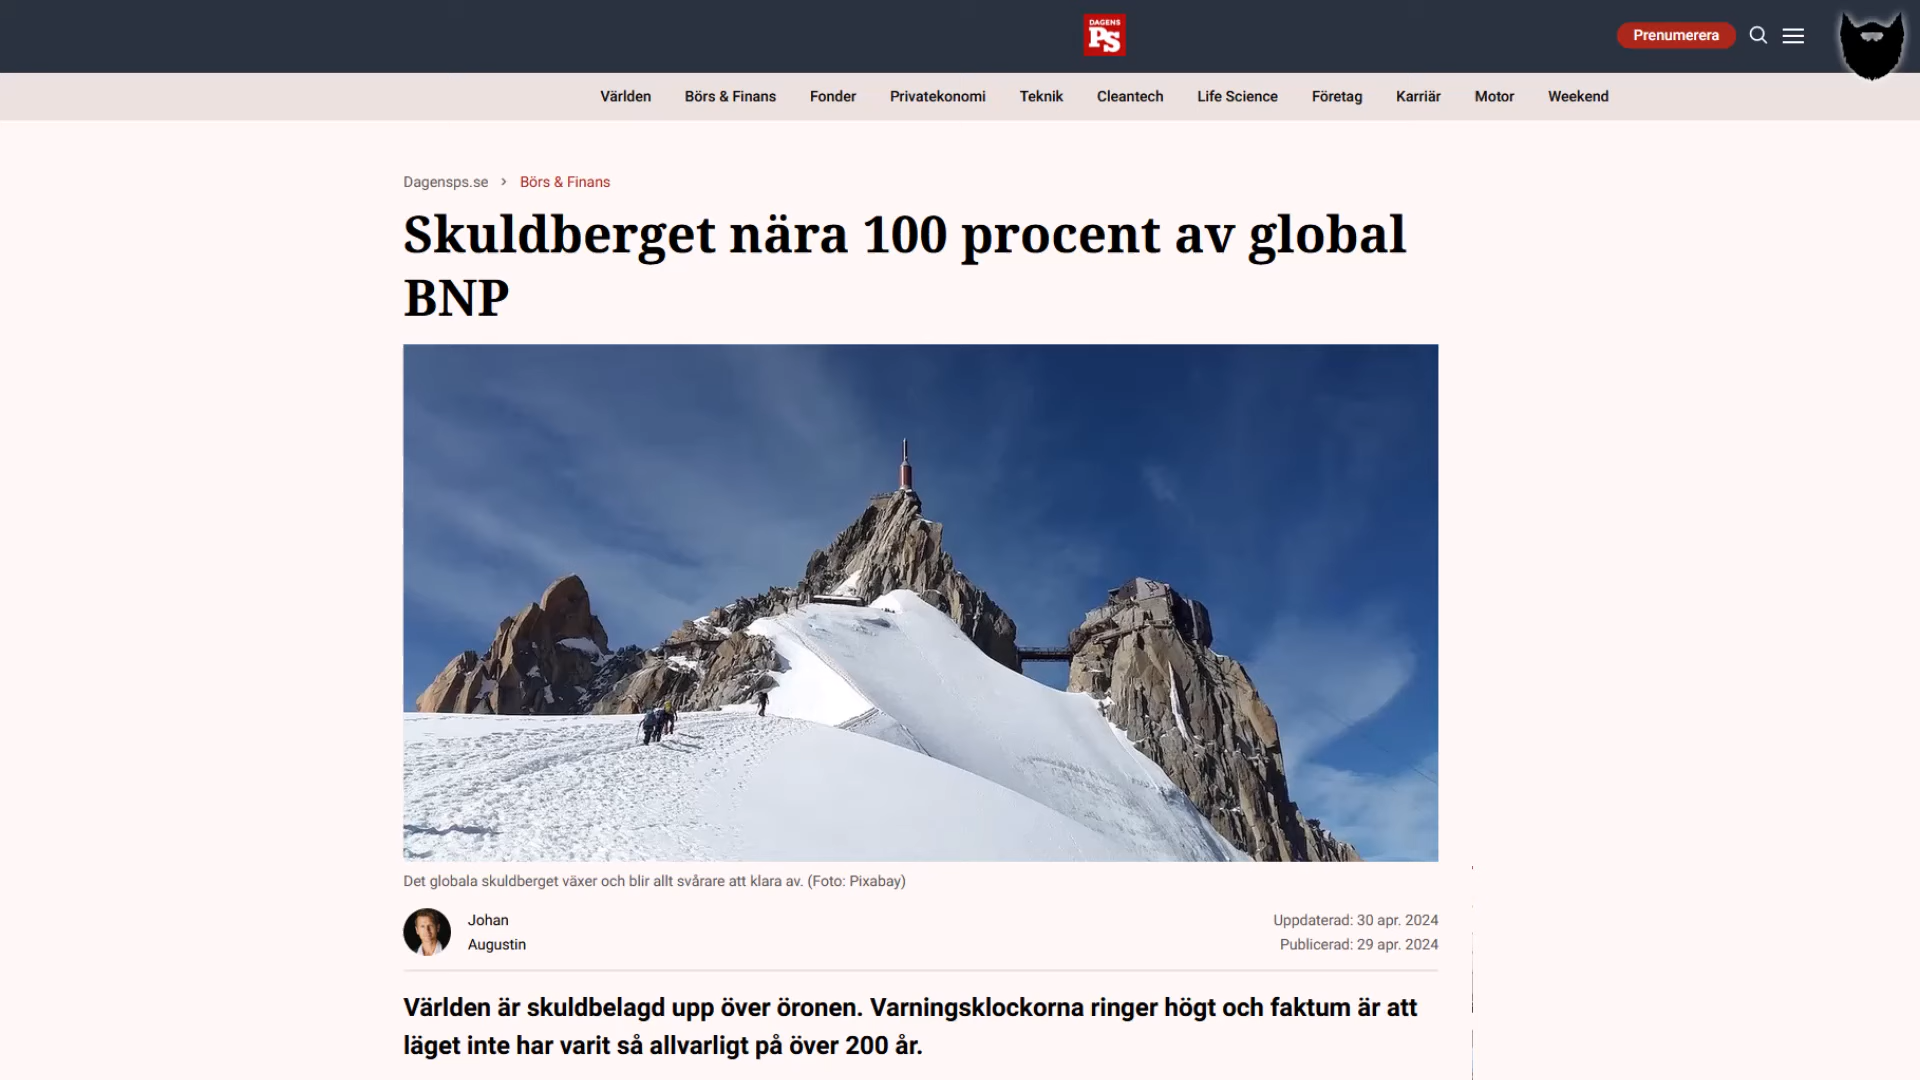 DAGENS
PS
Prenumerera
Världen
Börs & Finans
Fonder
Privatekonomi
Teknik
Cleantech
Life Science
Företag
Karriär
Motor
Weekend
Dagensps.se > Börs & Finans
Skuldberget nära 100 procent av global
BNP
Det globala skuldberget växer och blir allt svårare att klara av. (Foto: Pixabay)
Johan
Augustin
Uppdaterad: 30 apr. 2024
Publicerad: 29 apr. 2024
Världen är skuldbelagd upp över öronen. Varningsklockorna ringer högt och faktum är att
läget inte har varit så allvarligt på över 200 år.